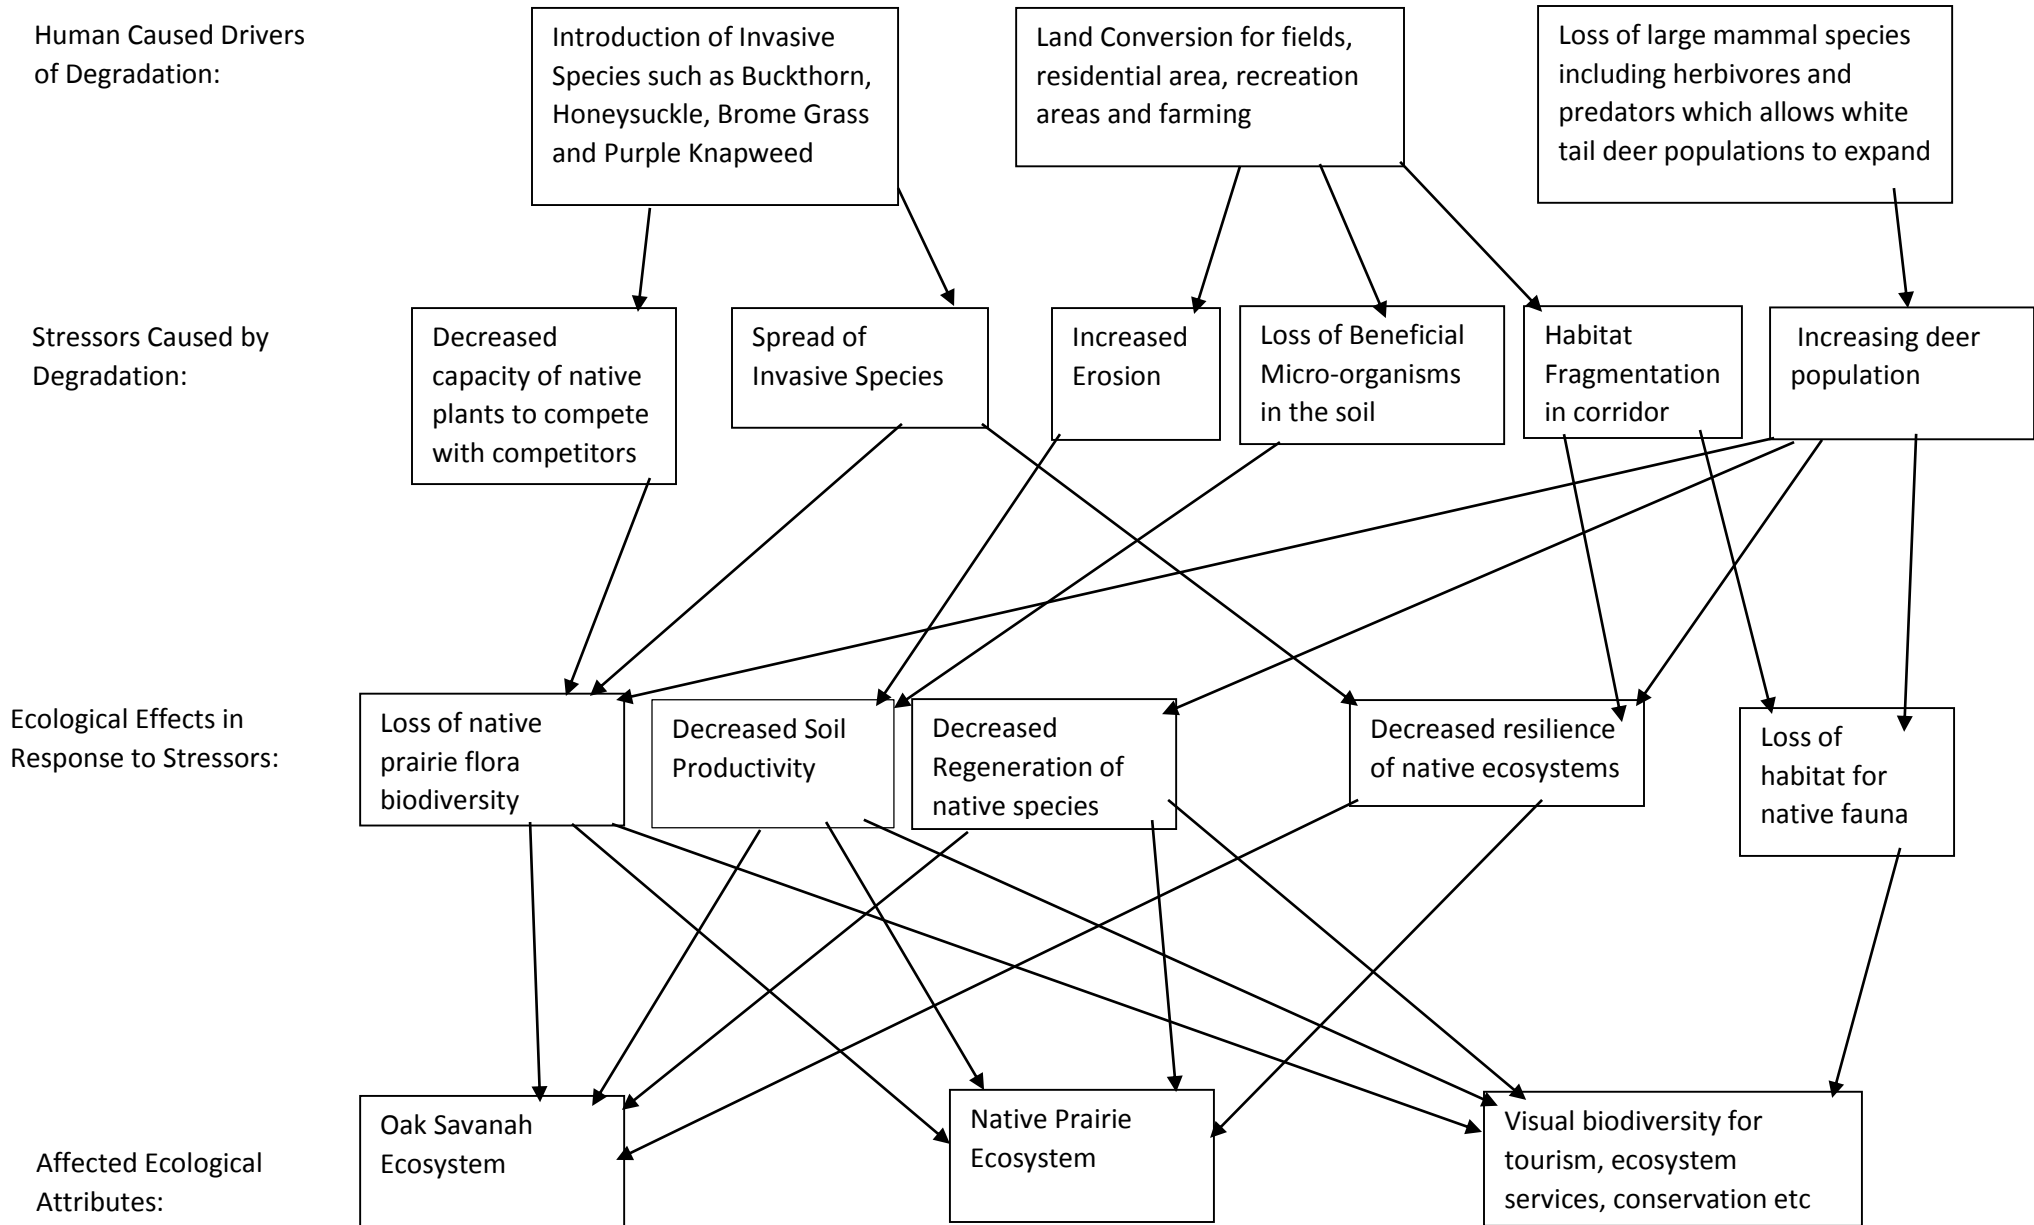 Human Caused Drivers
of Degradation:
Introduction of Invasive
Species such as Buckthorn,
Honeysuckle, Brome Grass
and Purple Knapweed
Land Conversion for fields,
residential area, recreation
areas and farming
Loss of large mammal species
including herbivores and
predators which allows white
tail deer populations to expand
Stressors Caused by
Degradation:
Decreased
capacity of native
plants to compete
with competitors
Spread of
Invasive Species
Increased
Erosion
Loss of Beneficial
Micro-organisms
in the soil
Habitat
Fragmentation
in corridor
Increasing deer
population
Ecological Effects in
Response to Stressors:
Loss of native
prairie flora
biodiversity
Decreased Soil
Productivity
Decreased
Regeneration of
native species
Decreased resilience
of native ecosystems
Loss of
habitat for
native fauna
Affected Ecological
Attributes:
Oak Savanah
Ecosystem
Native Prairie
Ecosystem
Visual biodiversity for
tourism, ecosystem
services, conservation etc